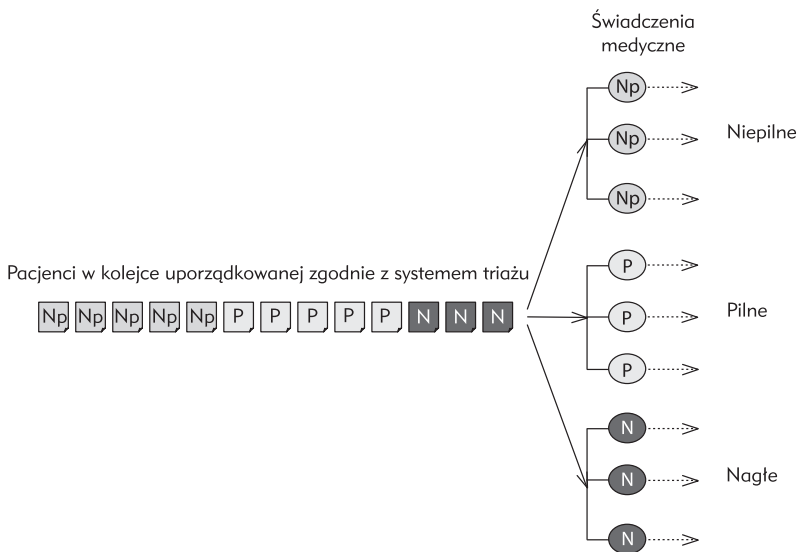 Świadczenia
medyczne
Np
Np
Niepilne
Np
Pacjenci w kolejce uporządkowanej zgodnie z systemem triażu
P
Np Np Np Np Np P P P P P N N N
P
Pilne
P
N
N
Nagłe
N